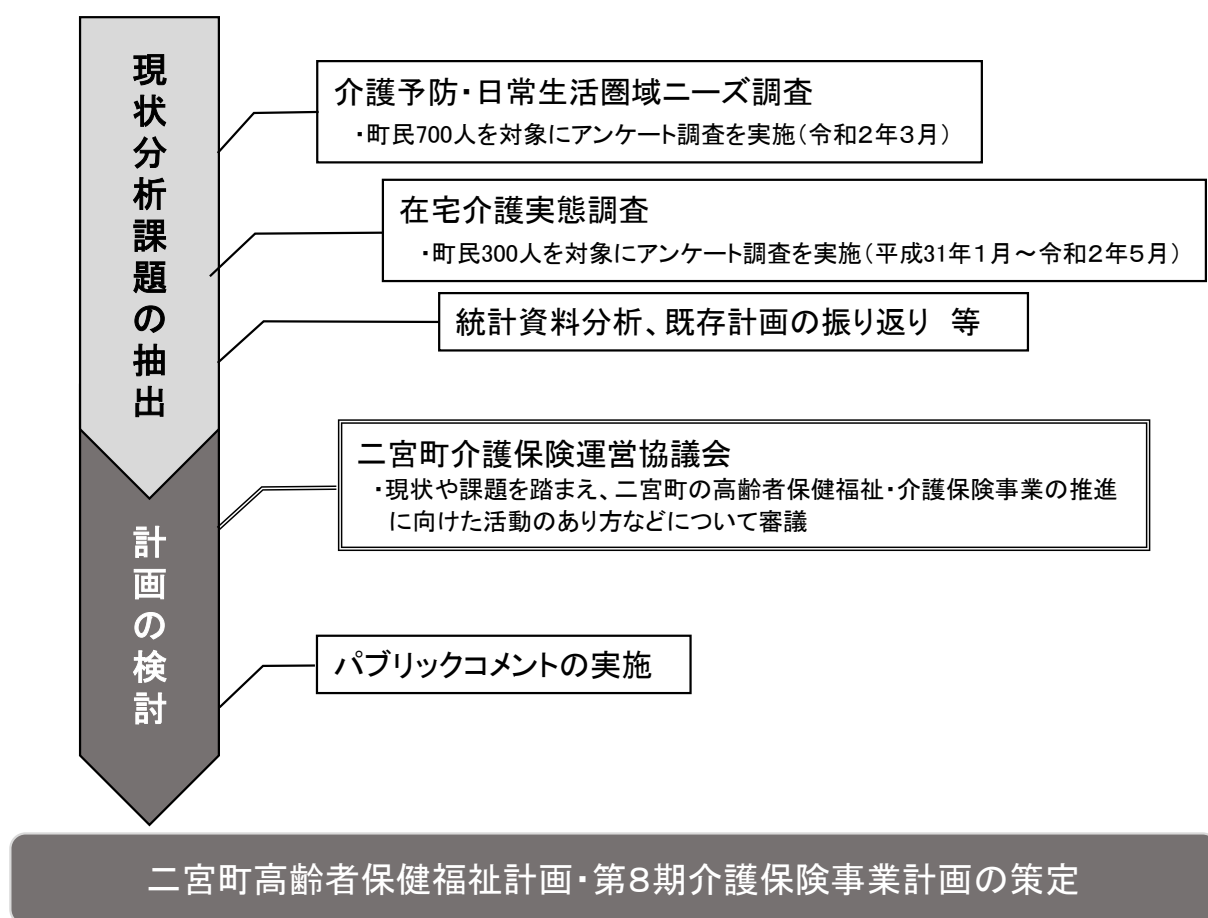 現状分析課題の抽出
介護予防・日常生活圏域ニーズ調査
・町民700人を対象にアンケート調査を実施（令和２年３月）
在宅介護実態調査
・町民300人を対象にアンケート調査を実施（平成31年１月～令和２年５月）
統計資料分析、既存計画の振り返り　等
計画の検討
二宮町介護保険運営協議会
・現状や課題を踏まえ、二宮町の高齢者保健福祉・介護保険事業の推進
に向けた活動のあり方などについて審議
パブリックコメントの実施
二宮町高齢者保健福祉計画・第８期介護保険事業計画の策定